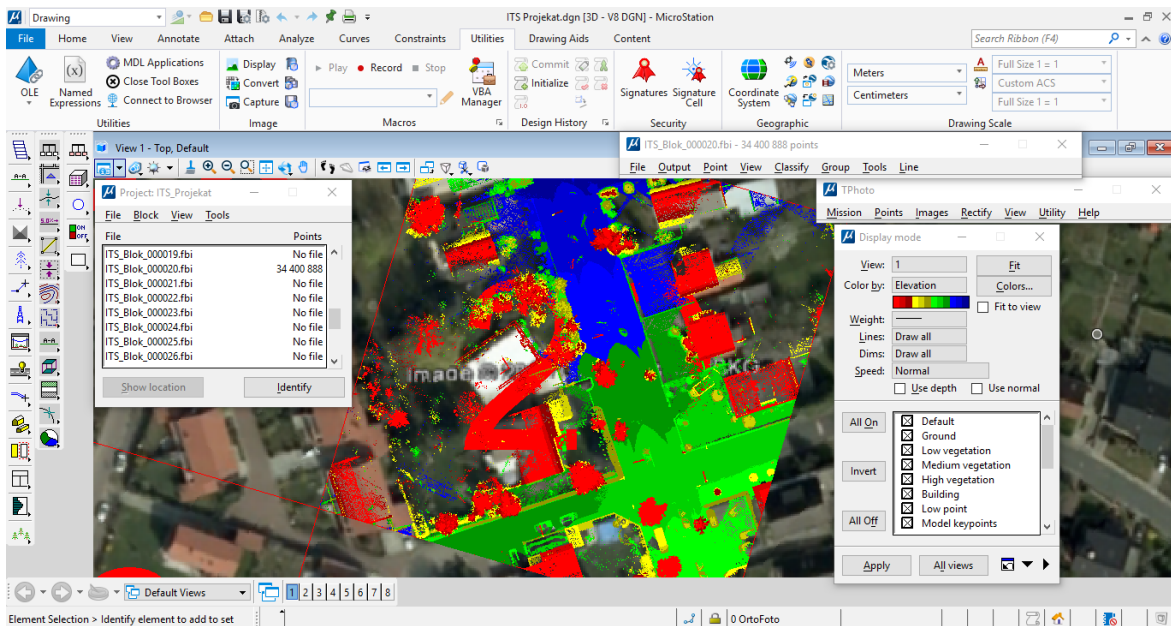 Drawing
ITS Projekat.dgn [3D - V8 DGN] - MicroStation
File Home View Annotate Attach Analyze Curves Constraints Utilities Drawing Aids Content
Search Ribbon (F4)
OLE
Named Expressions
MDL Applications
Close Tool Boxes
Connect to Browser
Utilities
Display
Convert
Capture
Image
Play Record Stop
VBA Manager
Macros
Commit
Initialize
Design History
Signatures
Signature Cell
Security
Coordinate System
Geographic
Meters
Centimeters
Full Size 1 = 1
Custom ACS
Full Size 1 = 1
Drawing Scale
View 1 - Top, Default
ITS_Blok_000020.fbi - 34 400 888 points
File Output Point View Classify Group Tools Line
Project: ITS_Projekat
File Block View Tools
File Points
ITS_Blok_000019.fbi No file
ITS_Blok_000020.fbi 34 400 888
ITS_Blok_000021.fbi No file
ITS_Blok_000022.fbi No file
ITS_Blok_000023.fbi No file
ITS_Blok_000024.fbi No file
ITS_Blok_000025.fbi No file
ITS_Blok_000026.fbi No file
Show location
Identify
TPhoto
Mission Points Images Rectify View Utility Help
Display mode
View: 1
Fit
Color by: Elevation
Colors...
Fit to view
Weight:
Lines: Draw all
Dims: Draw all
Speed: Normal
Use depth Use normal
All On
Invert
All Off
Default
Ground
Low vegetation
Medium vegetation
High vegetation
Building
Low point
Model keypoints
Apply
All views
Default Views
1 2 3 4 5 6 7 8
Element Selection > Identify element to add to set
0 OrtoFoto